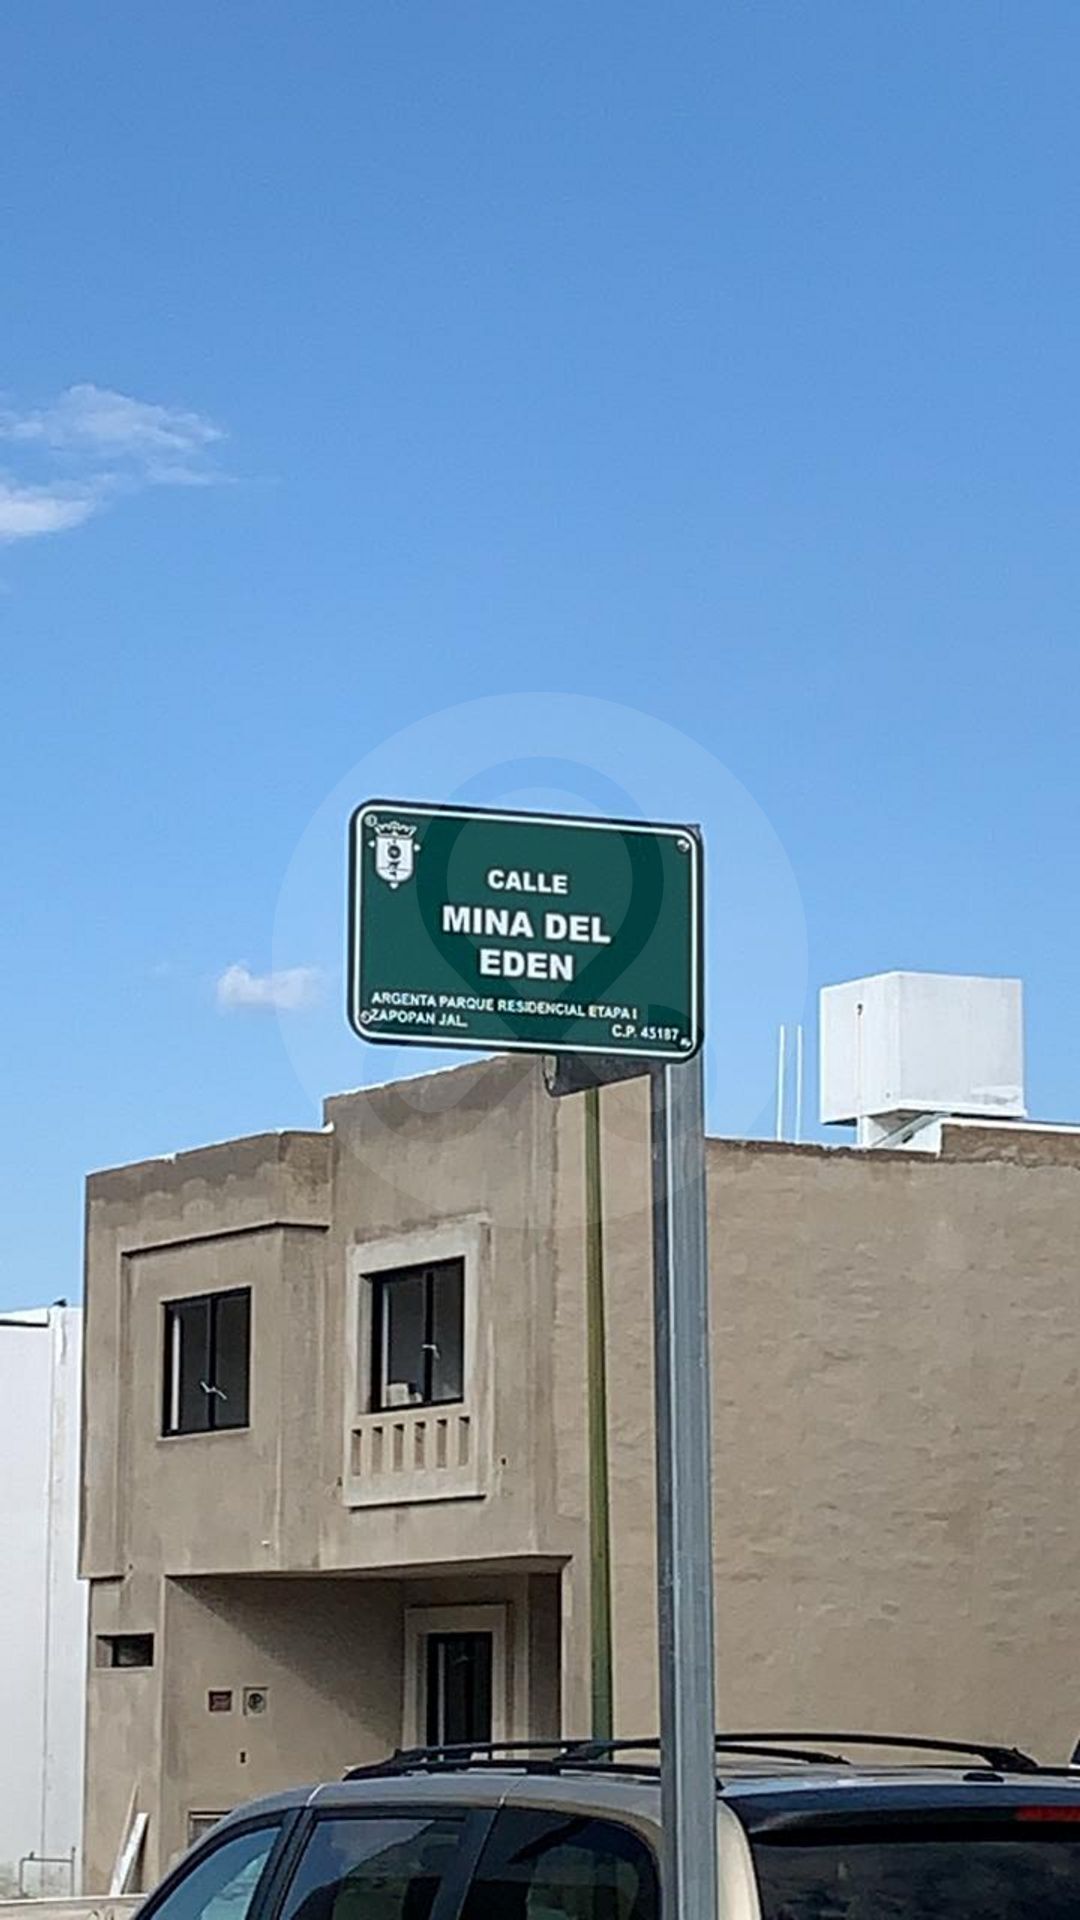 CALLE
MINA DEL
EDEN
ARGENTA PARQUE RESIDENCIAL ETAPA I
ZAPOPAN JAL.
C.P. 45187